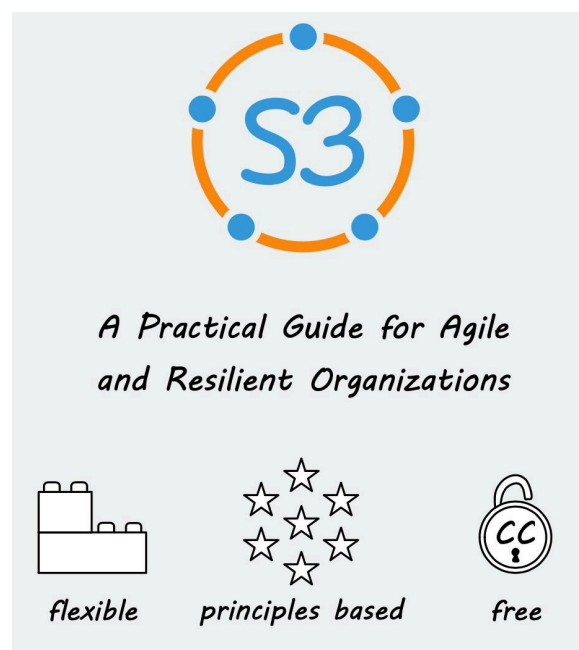 S3
A Practical Guide for Agile
and Resilient Organizations
CC
flexible
principles based
free